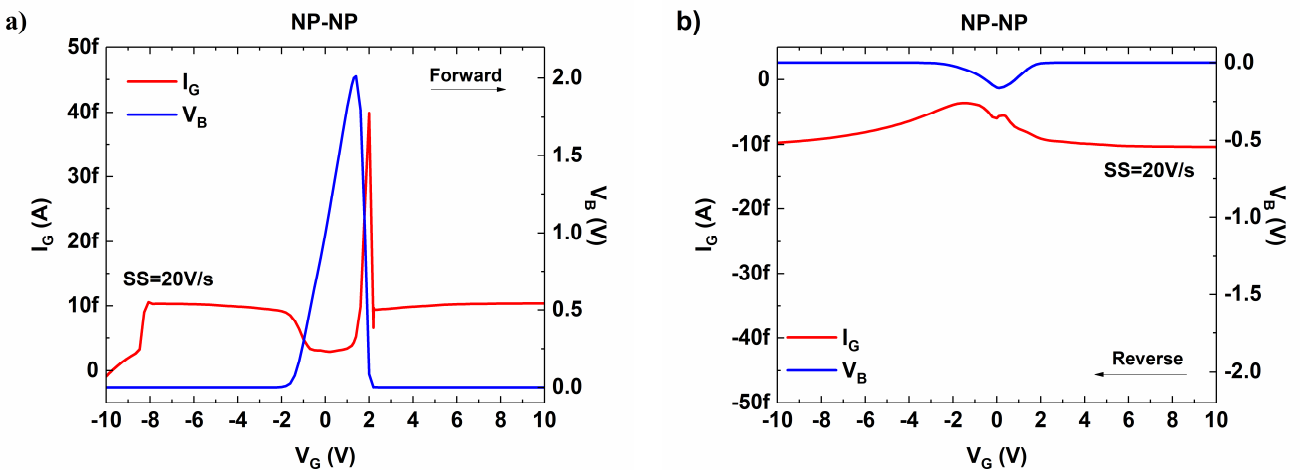 a)
NP-NP
50f
40f
30f
20f
10f
0
I_G (A)
I_G
V_B
Forward
SS=20V/s
2.0
1.5
1.0
0.5
0.0
V_B (V)
-10 -8 -6 -4 -2 0 2 4 6 8 10
V_G (V)
b)
NP-NP
0
-10f
-20f
-30f
-40f
-50f
I_G (A)
SS=20V/s
I_G
V_B
Reverse
0.0
-0.5
-1.0
-1.5
-2.0
V_B (V)
-10 -8 -6 -4 -2 0 2 4 6 8 10
V_G (V)